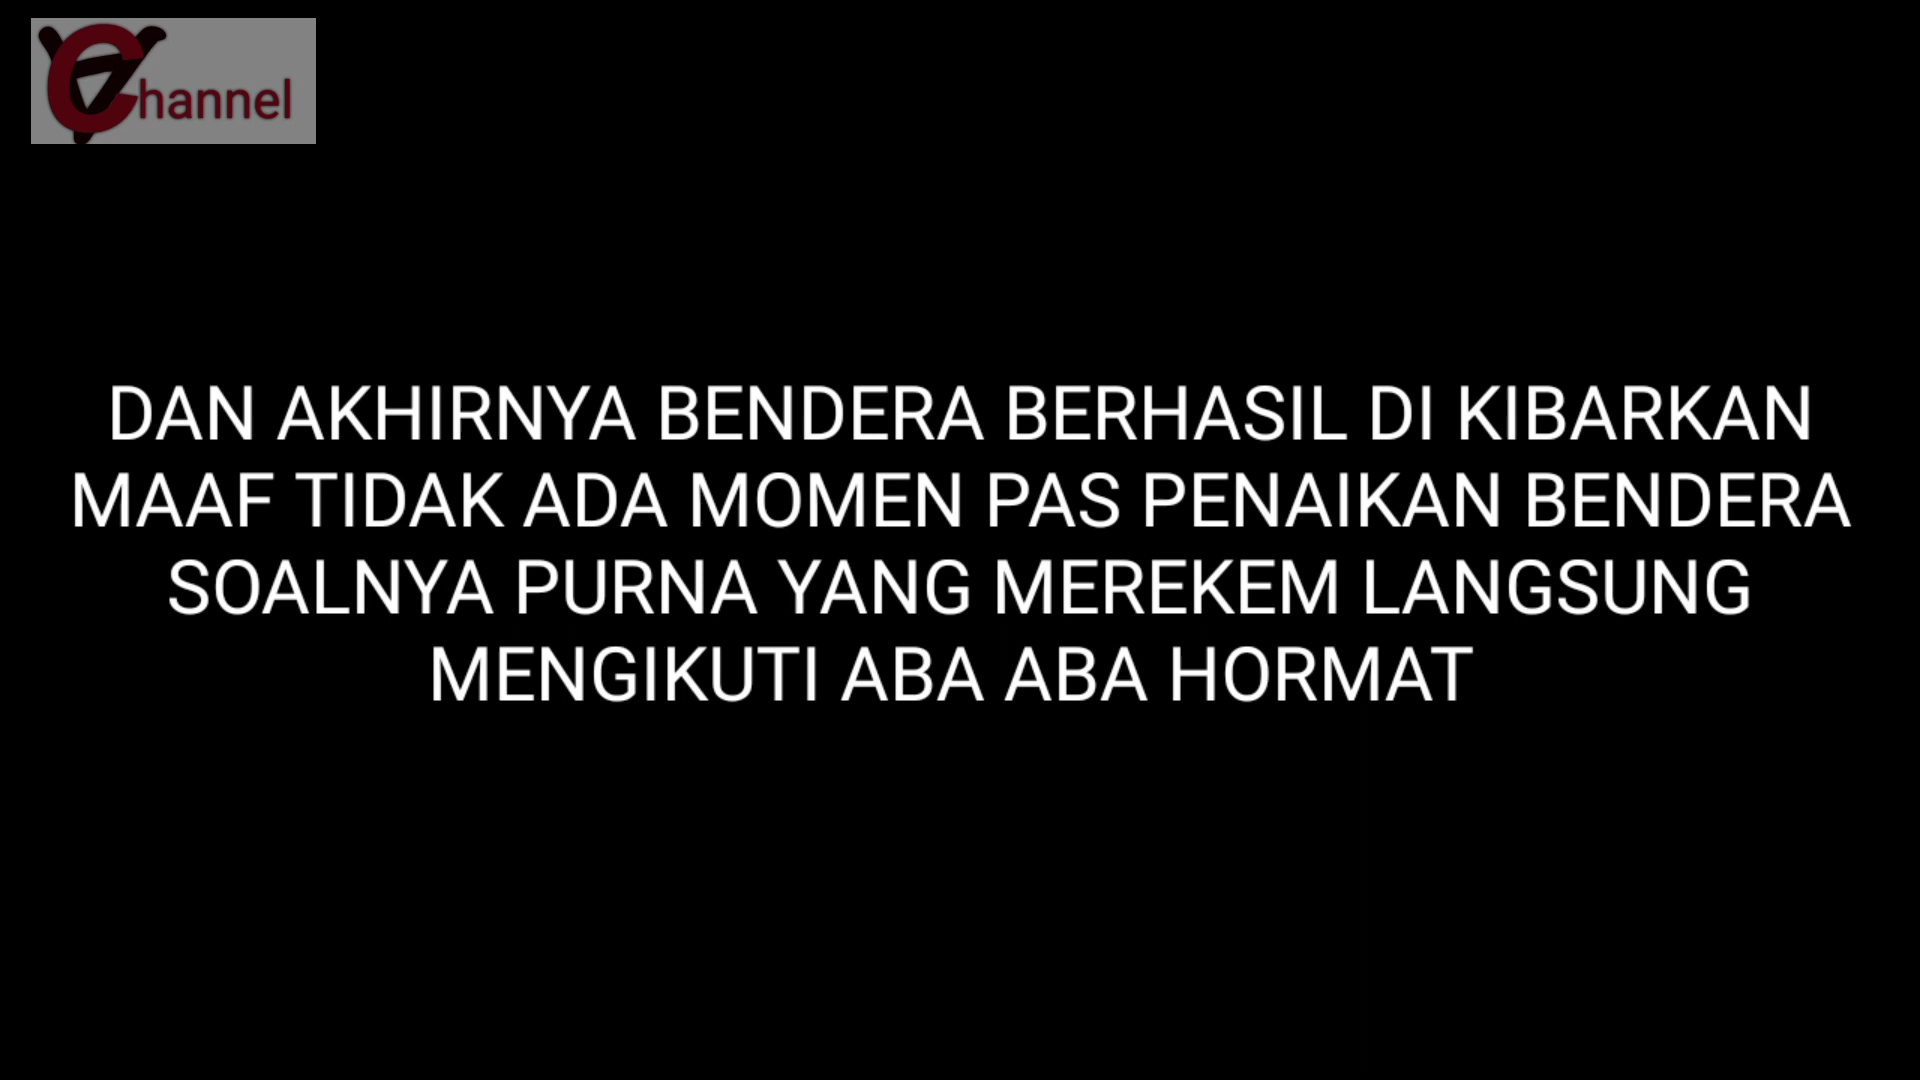 Channel
DAN AKHIRNYA BENDERA BERHASIL DI KIBARKAN
MAAF TIDAK ADA MOMEN PAS PENAIKAN BENDERA
SOALNYA PURNA YANG MEREKEM LANGSUNG
MENGIKUTI ABA ABA HORMAT